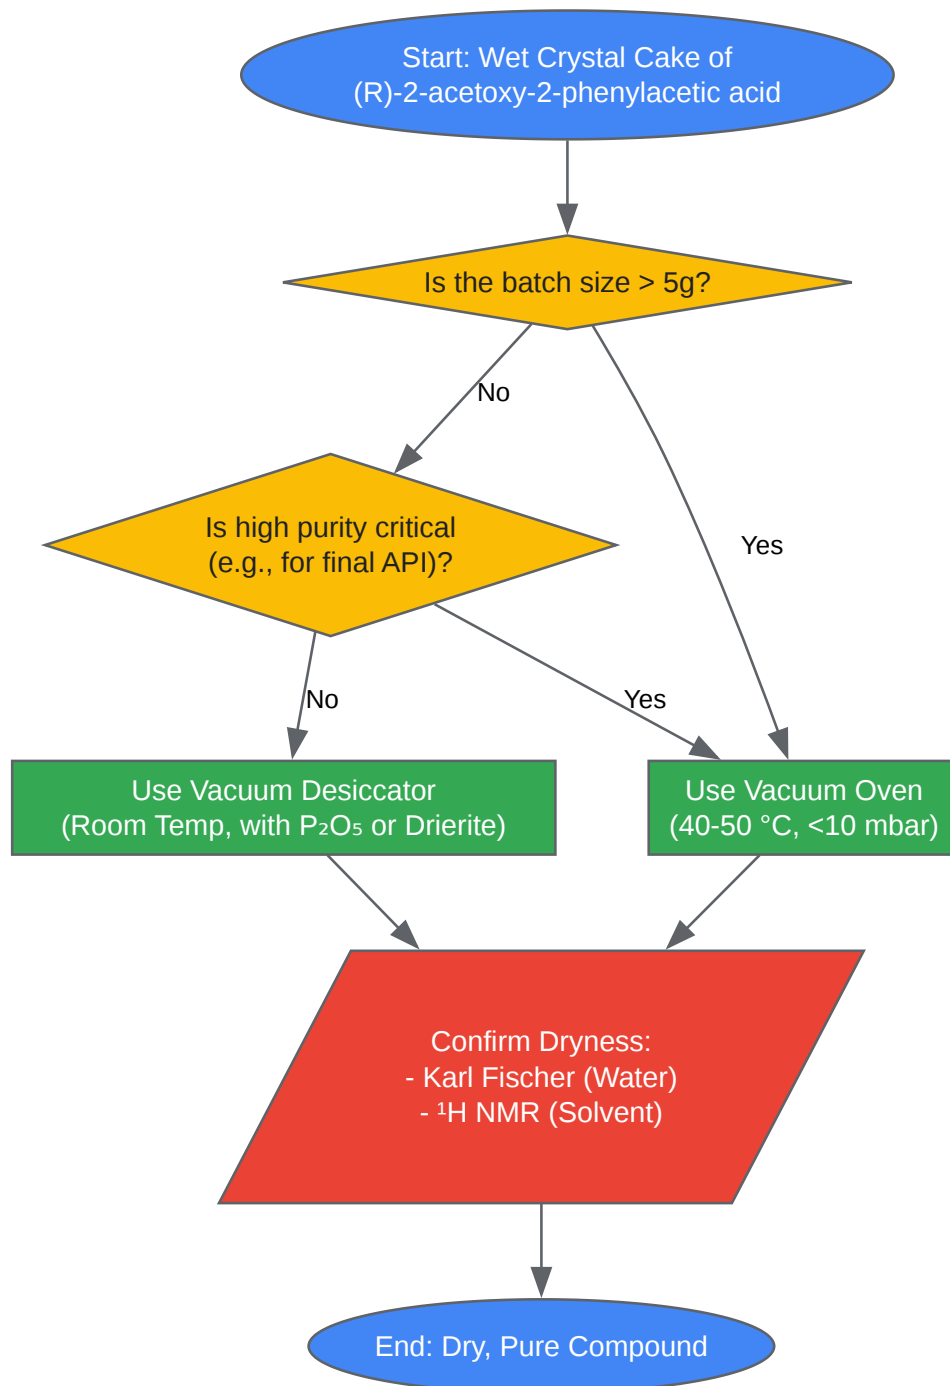 Start: Wet Crystal Cake of
(R)-2-acetoxy-2-phenylacetic acid
Is the batch size > 5g?
No
Is high purity critical
(e.g., for final API)?
Yes
No
Yes
Use Vacuum Desiccator
(Room Temp, with P₂O₅ or Drierite)
Use Vacuum Oven
(40-50 °C, <10 mbar)
Confirm Dryness:
- Karl Fischer (Water)
- ¹H NMR (Solvent)
End: Dry, Pure Compound